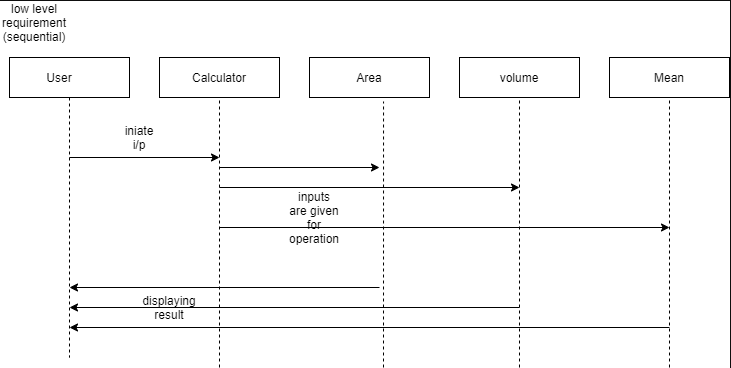 low level
requirement
(sequential)
User
Calculator
Area
volume
Mean
iniate
i/p
inputs
are given
for
operation
displaying
result